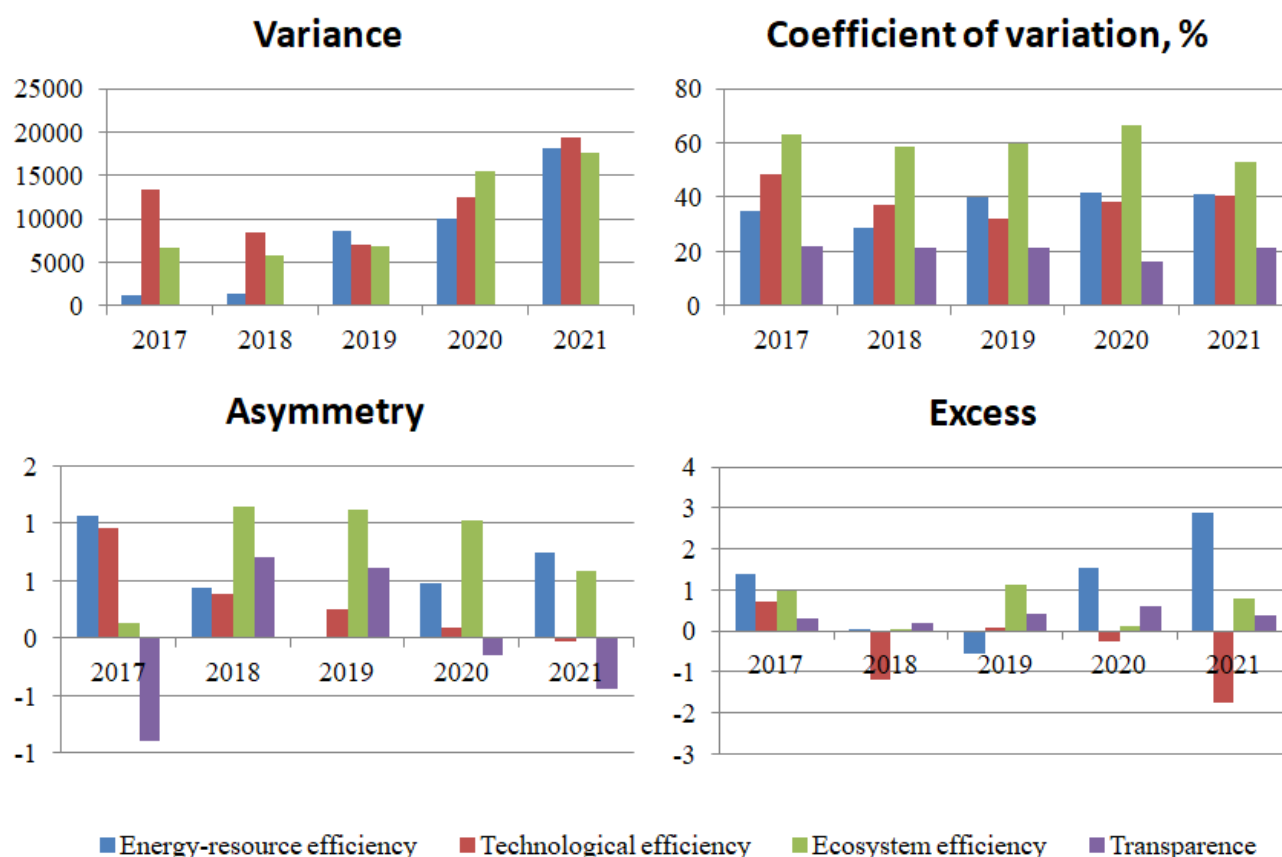 Variance
25000
20000
15000
10000
5000
0
2017 2018 2019 2020 2021
Coefficient of variation, %
80
60
40
20
0
2017 2018 2019 2020 2021
Asymmetry
2
1
1
0
-1
-1
2017 2018 2019 2020 2021
Excess
4
3
2
1
0
-1
-2
-3
2017 2018 2019 2020 2021
Energy-resource efficiency Technological efficiency Ecosystem efficiency Transparence